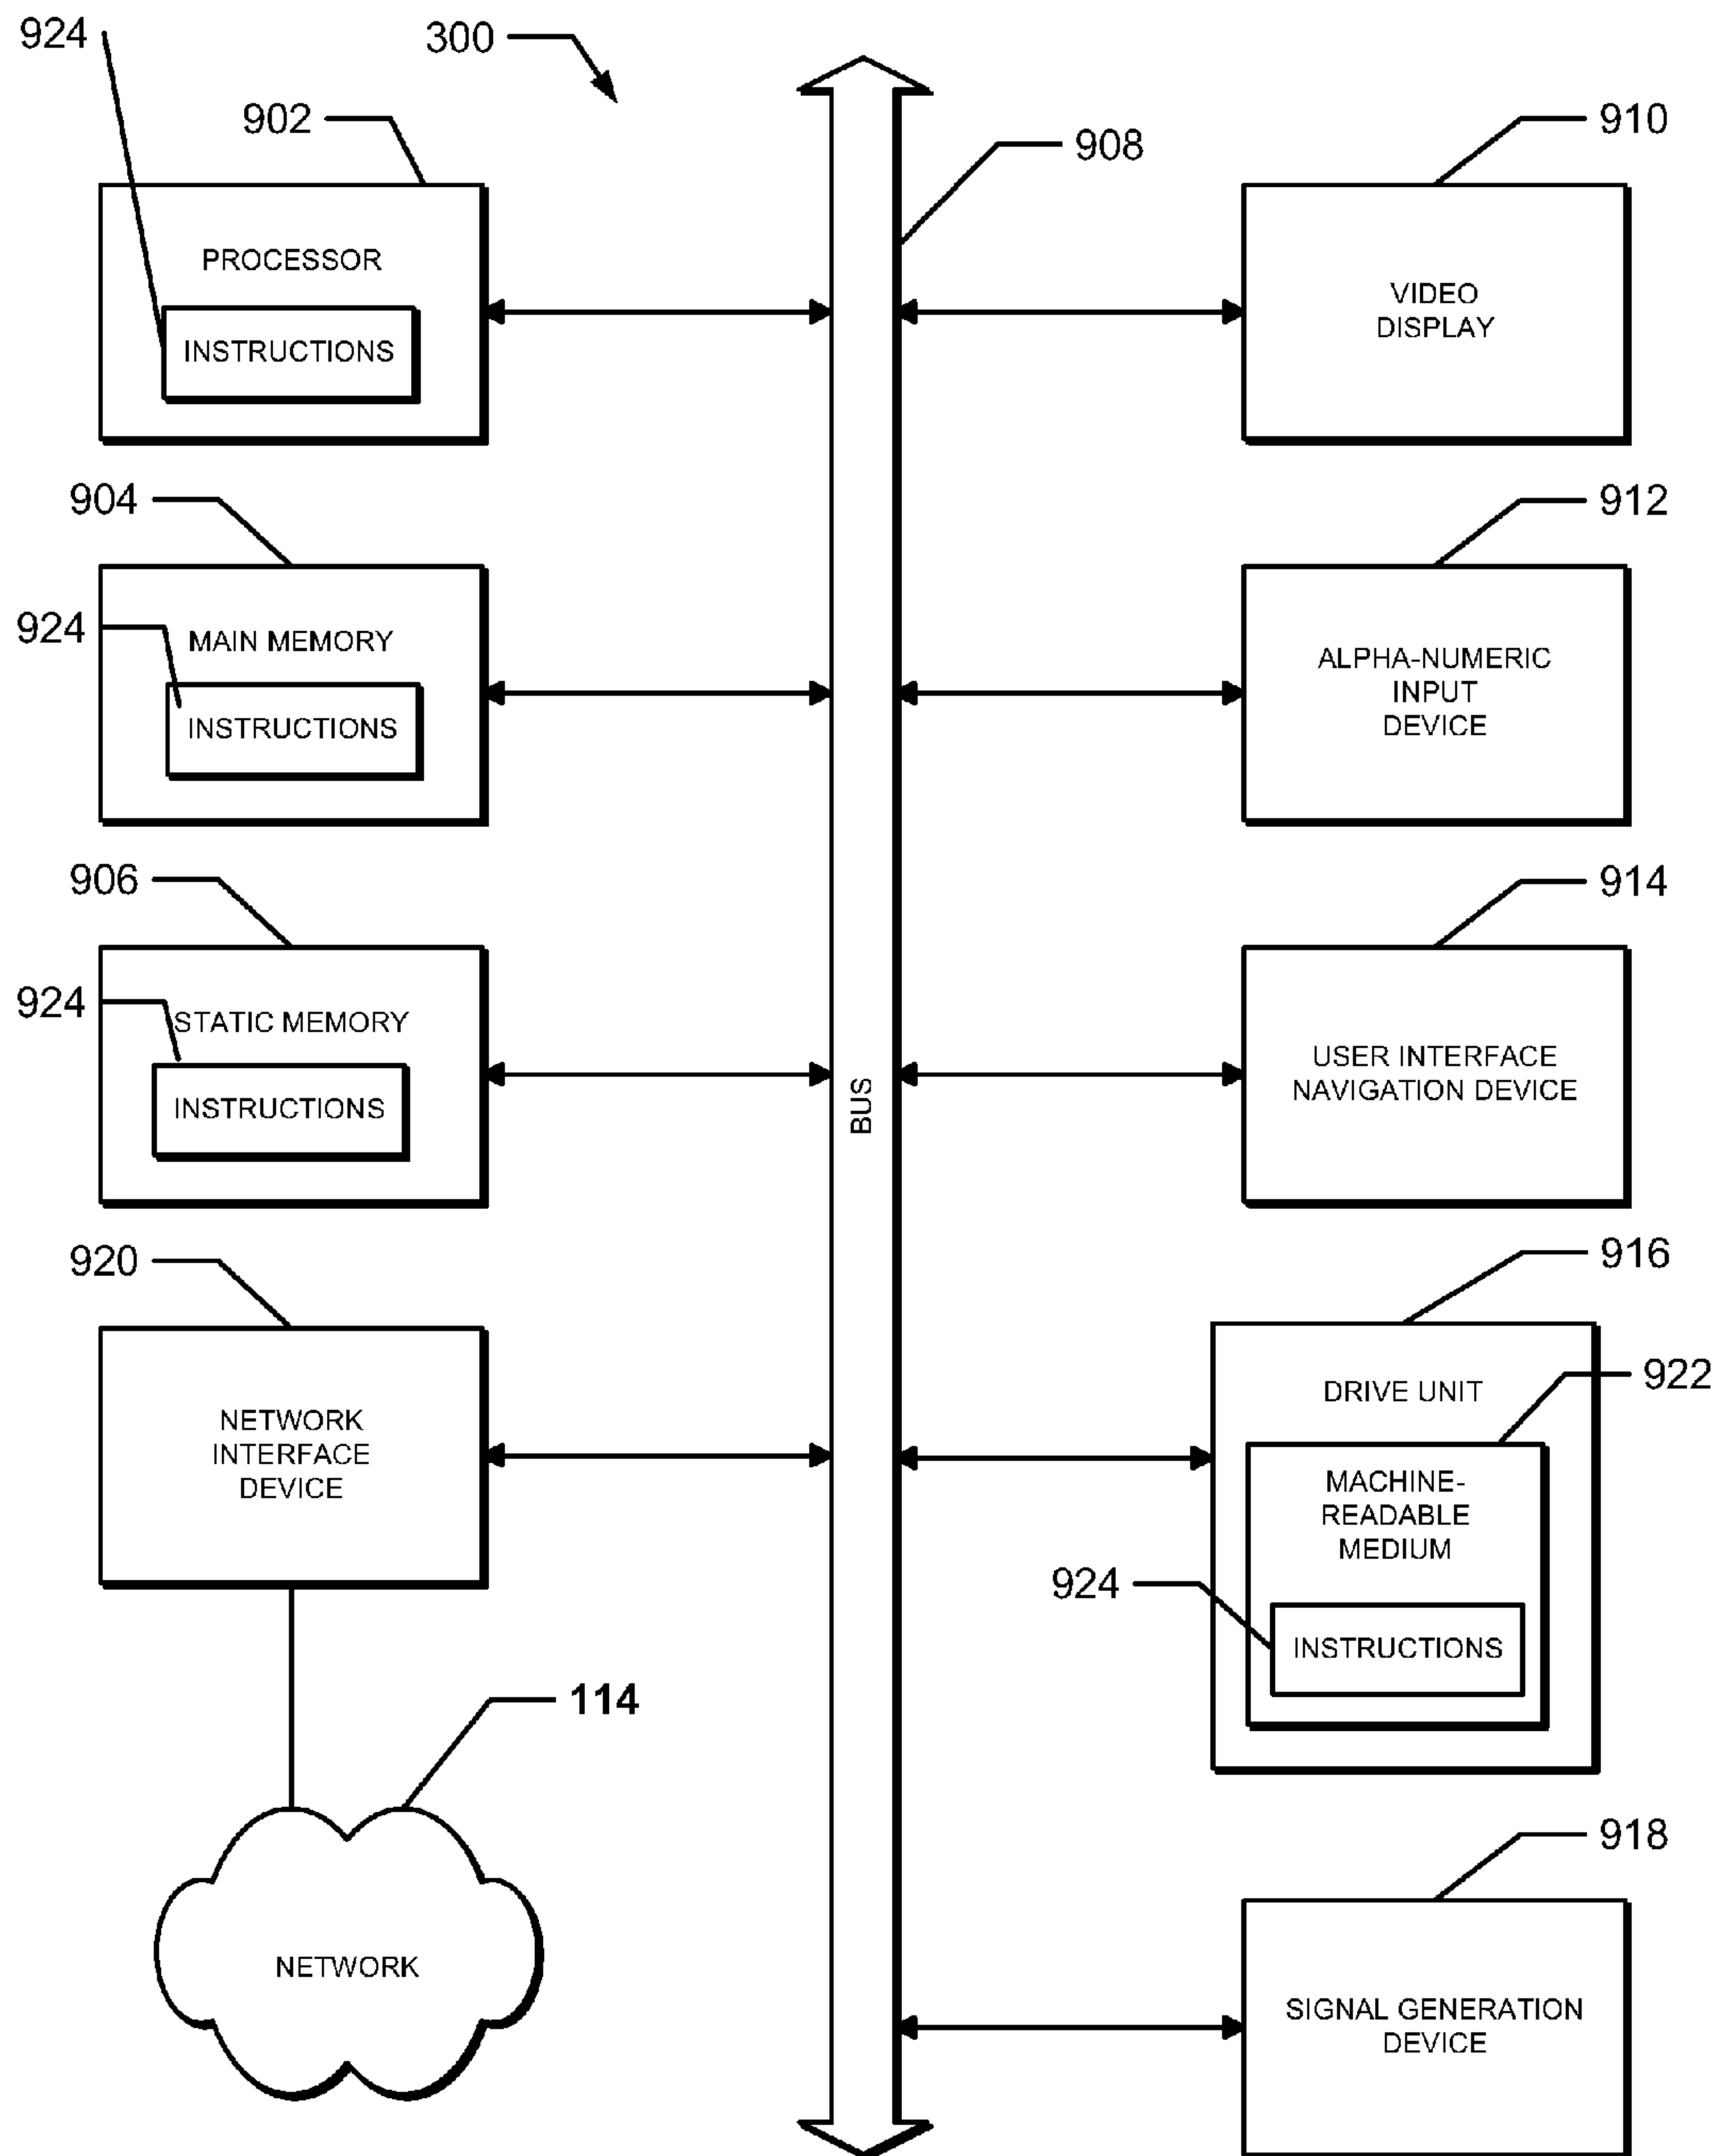 924
300
902
908
910
PROCESSOR
INSTRUCTIONS
VIDEO
DISPLAY
904
912
924
MAIN MEMORY
INSTRUCTIONS
ALPHA-NUMERIC
INPUT
DEVICE
906
914
924
STATIC MEMORY
INSTRUCTIONS
BUS
USER INTERFACE
NAVIGATION DEVICE
920
916
922
NETWORK
INTERFACE
DEVICE
DRIVE UNIT
MACHINE-
READABLE
MEDIUM
924
INSTRUCTIONS
114
NETWORK
918
SIGNAL GENERATION
DEVICE